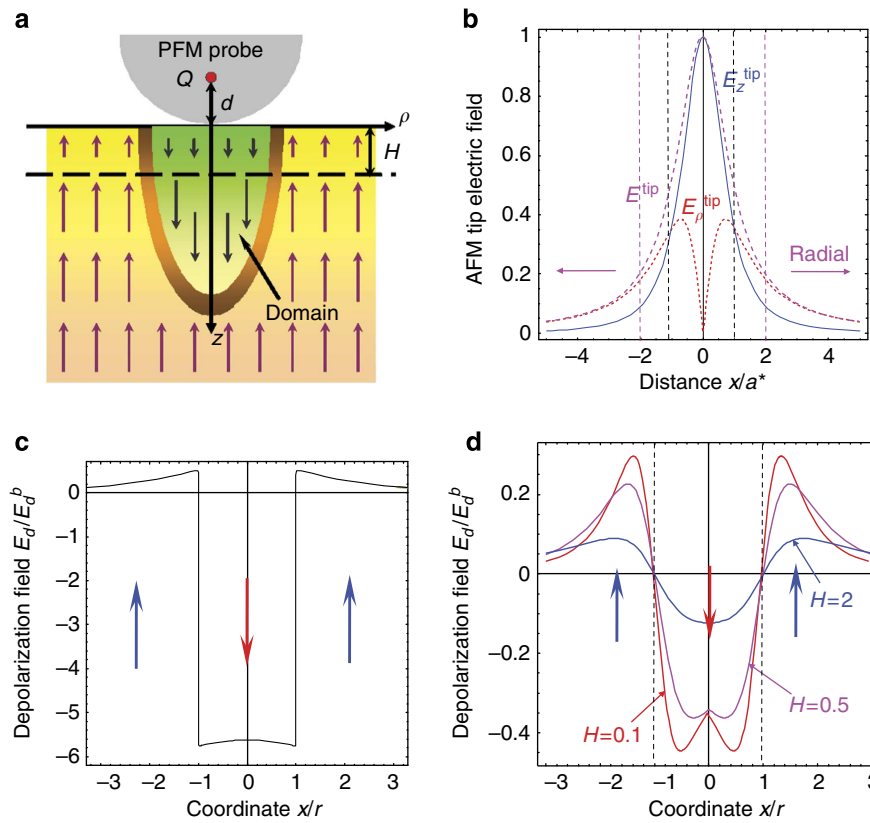 a
PFM probe
Q
d
ρ
H
Domain
z
b
AFM tip electric field
1
0.8
0.6
0.4
0.2
0
E_z^tip
E^tip
E_ρ^tip
Radial
−4 −2 0 2 4
Distance x/a*
c
Depolarization field E_d/E_d^b
0
−1
−2
−3
−4
−5
−6
−3 −2 −1 0 1 2 3
Coordinate x/r
d
Depolarization field E_d/E_d^b
0.2
0
−0.2
−0.4
H=2
H=0.5
H=0.1
−3 −2 −1 0 1 2 3
Coordinate x/r